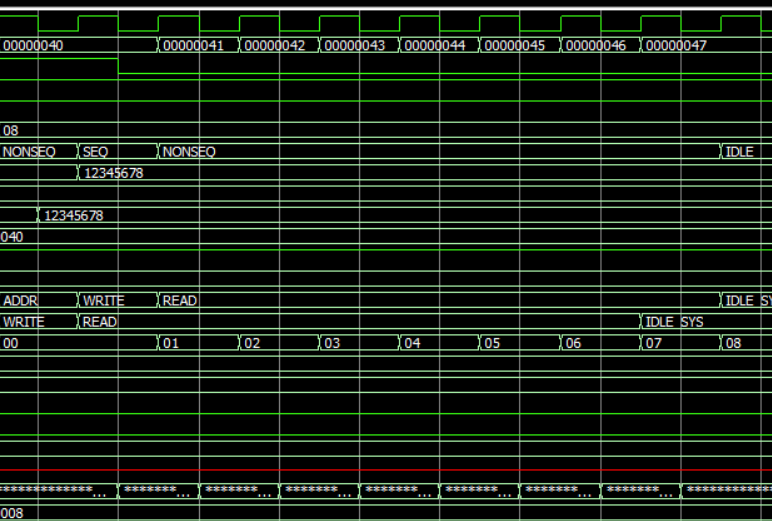 00000040 00000041 00000042 00000043 00000044 00000045 00000046 00000047
08
NONSEQ SEQ NONSEQ IDLE
12345678
12345678
040
ADDR WRITE READ IDLE SY
WRITE READ IDLE SYS
00 01 02 03 04 05 06 07 08
*************... *******... *******... *******... *******... *******... *******... *******... ***********
008